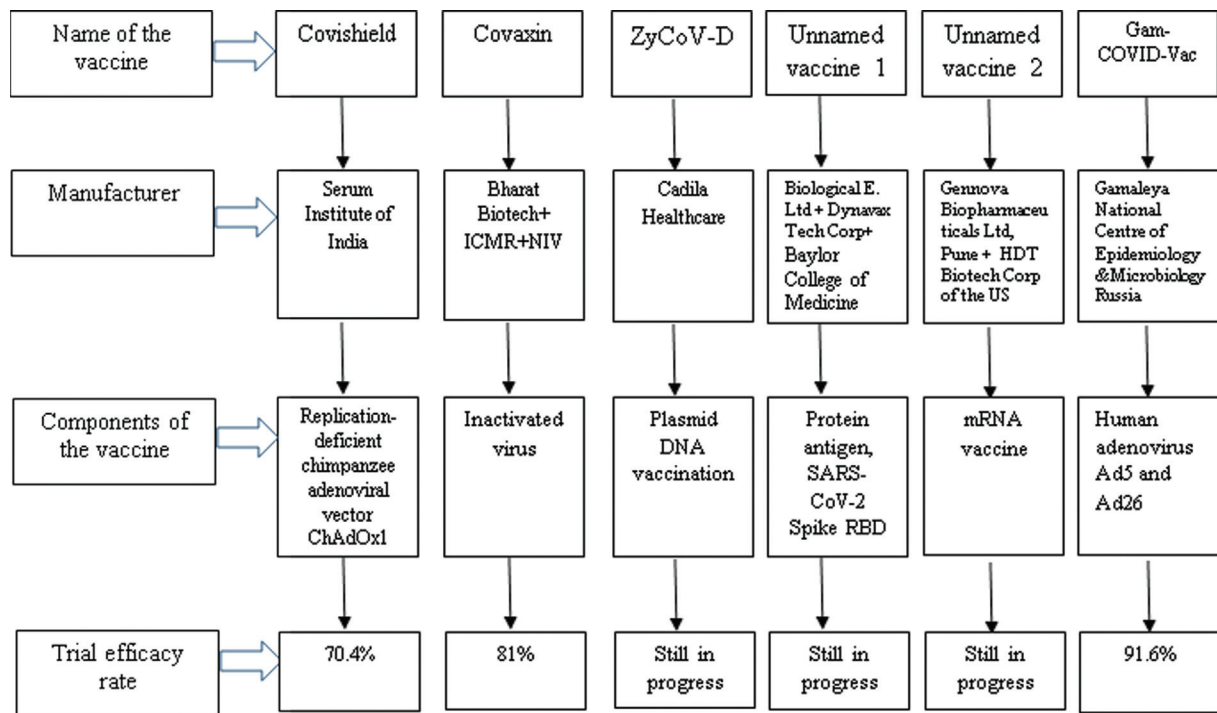 Name of the
vaccine
Covishield
Covaxin
ZyCoV-D
Unnamed
vaccine 1
Unnamed
vaccine 2
Gam-
COVID-Vac
Manufacturer
Serum
Institute of
India
Bharat
Biotech+
ICMR+NIV
Cadila
Healthcare
Biological E.
Ltd + Dynavax
Tech Corp+
Baylor
College of
Medicine
Gennova
Biopharmaceu
ticals Ltd,
Pune + HDT
Biotech Corp
of the US
Gamaleya
National
Centre of
Epidemiology
&Microbiology
Russia
Components of
the vaccine
Replication-
deficient
chimpanzee
adenoviral
vector
ChAdOx1
Inactivated
virus
Plasmid
DNA
vaccination
Protein
antigen,
SARS-
CoV-2
Spike RBD
mRNA
vaccine
Human
adenovirus
Ad5 and
Ad26
Trial efficacy
rate
70.4%
81%
Still in
progress
Still in
progress
Still in
progress
91.6%